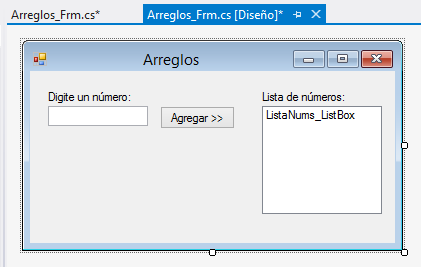 Arreglos_Frm.cs*
Arreglos_Frm.cs [Diseño]*
Arreglos
Digite un número:
Agregar >>
Lista de números:
ListaNums_ListBox